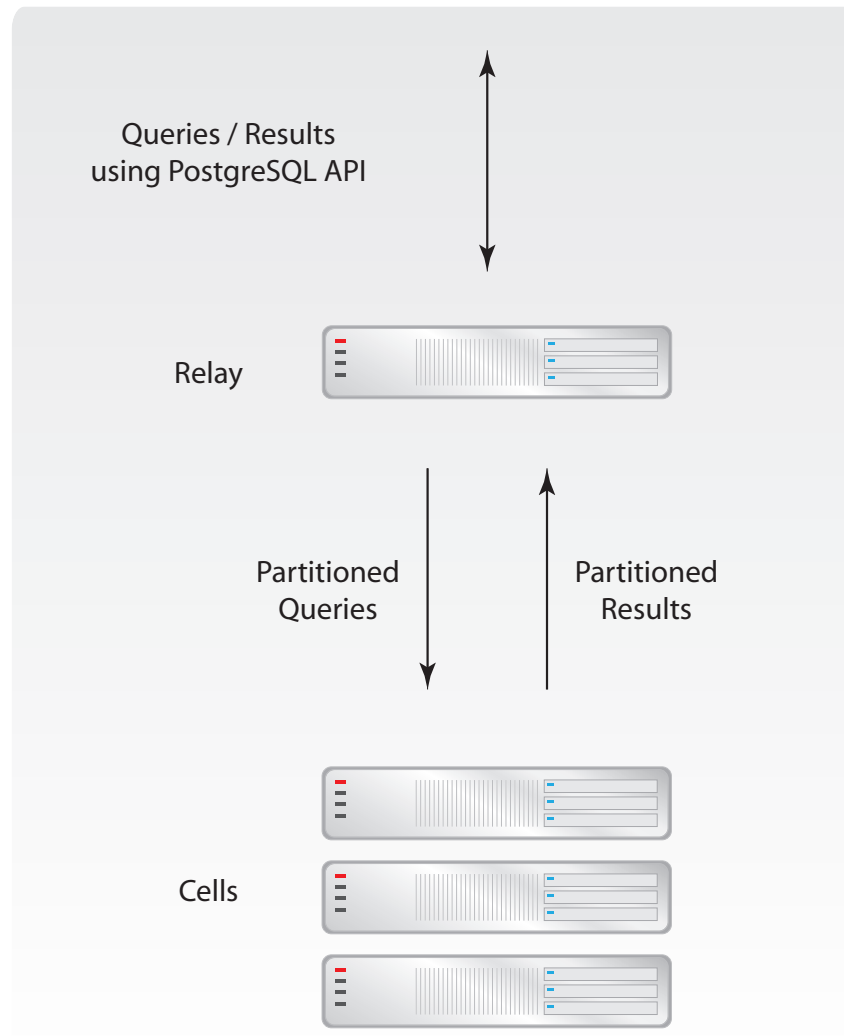 Queries / Results
using PostgreSQL API
Relay
Partitioned
Queries
Partitioned
Results
Cells